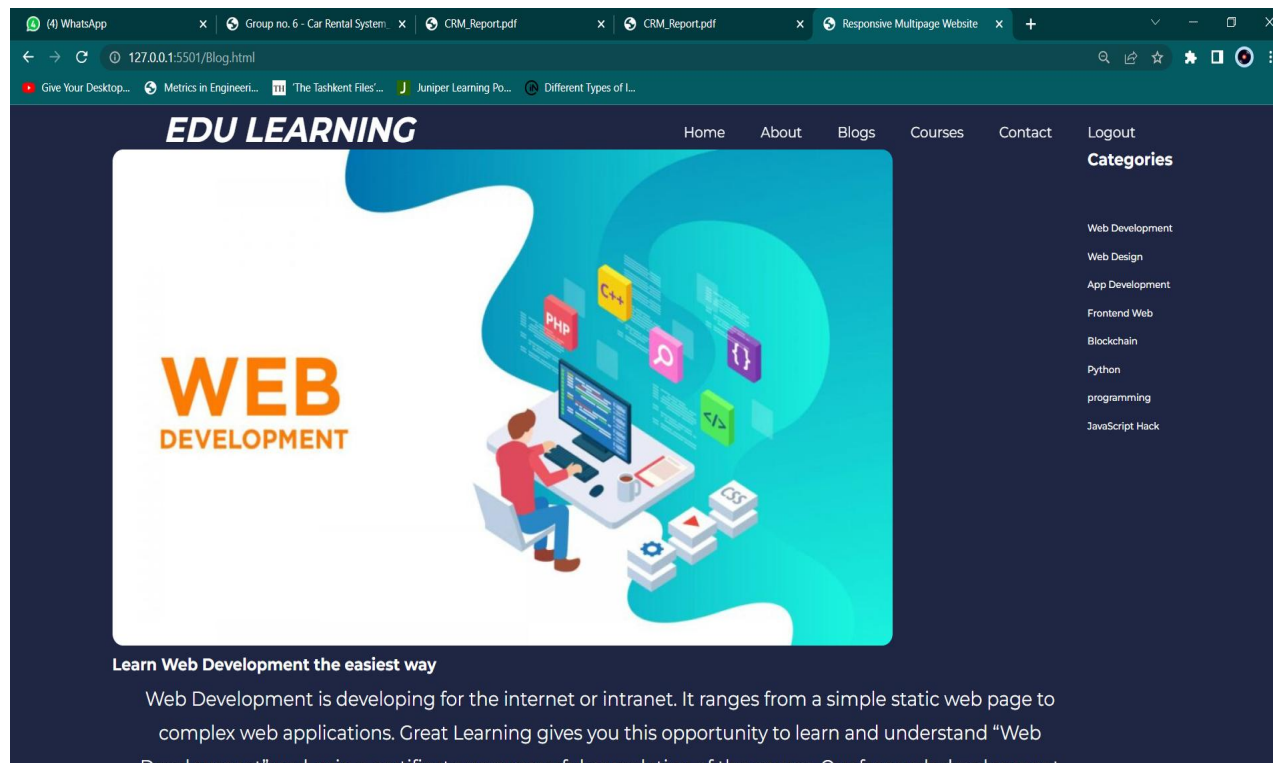 (4) WhatsApp
Group no. 6 - Car Rental System_
CRM_Report.pdf
CRM_Report.pdf
Responsive Multipage Website
127.0.0.1:5501/Blog.html
Give Your Desktop...
Metrics in Engineeri...
TH 'The Tashkent Files'...
J Juniper Learning Po...
Different Types of I...
EDU LEARNING
Home About Blogs Courses Contact Logout
Categories
Web Development
Web Design
App Development
Frontend Web
Blockchain
Python
programming
JavaScript Hack
WEB
DEVELOPMENT
C++
PHP
{}
</>
CSS
Learn Web Development the easiest way
Web Development is developing for the internet or intranet. It ranges from a simple static web page to
complex web applications. Great Learning gives you this opportunity to learn and understand “Web